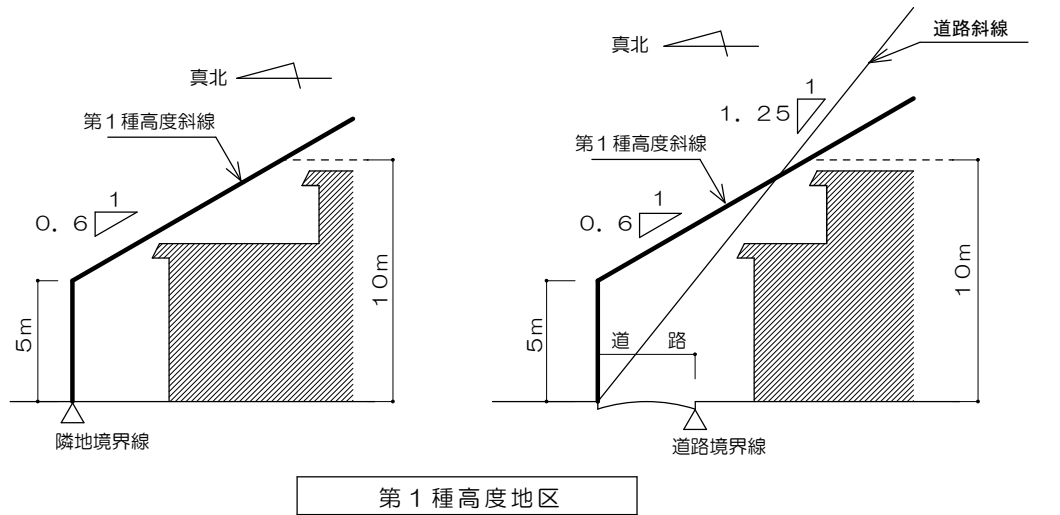 真北
第1種高度斜線
1
0．6
5m
10m
隣地境界線
真北
道路斜線
1
1．25
第1種高度斜線
1
0．6
5m
道　路
10m
道路境界線
第1種高度地区